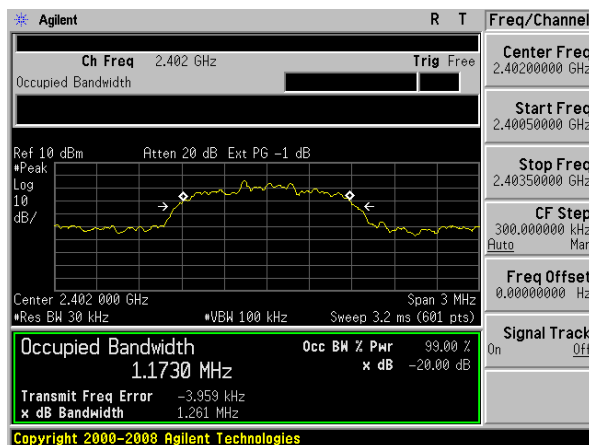 Agilent R T
Freq/Channel
Ch Freq 2.402 GHz Trig Free
Occupied Bandwidth
Center Freq
2.40200000 GHz
Start Freq
2.40050000 GHz
Stop Freq
2.40350000 GHz
CF Step
300.000000 kHz
Auto Man
Freq Offset
0.00000000 Hz
Signal Track
On Off
Ref 10 dBm Atten 20 dB Ext PG -1 dB
#Peak
Log
10
dB/
Center 2.402 000 GHz Span 3 MHz
#Res BW 30 kHz #VBW 100 kHz Sweep 3.2 ms (601 pts)
Occupied Bandwidth Occ BW % Pwr 99.00 %
1.1730 MHz x dB -20.00 dB
Transmit Freq Error -3.959 kHz
x dB Bandwidth 1.261 MHz
Copyright 2000-2008 Agilent Technologies